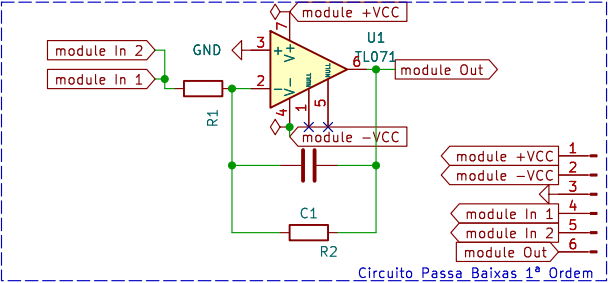 module +VCC
U1
TL071
7
V+
module In 2
GND
3
+
6
module Out
module In 1
2
-
NULL
NULL
V-
R1
4
1
5
module -VCC
module +VCC 1
module -VCC 2
3
module In 1 4
module In 2 5
module Out 6
C1
R2
Circuito Passa Baixas 1ª Ordem